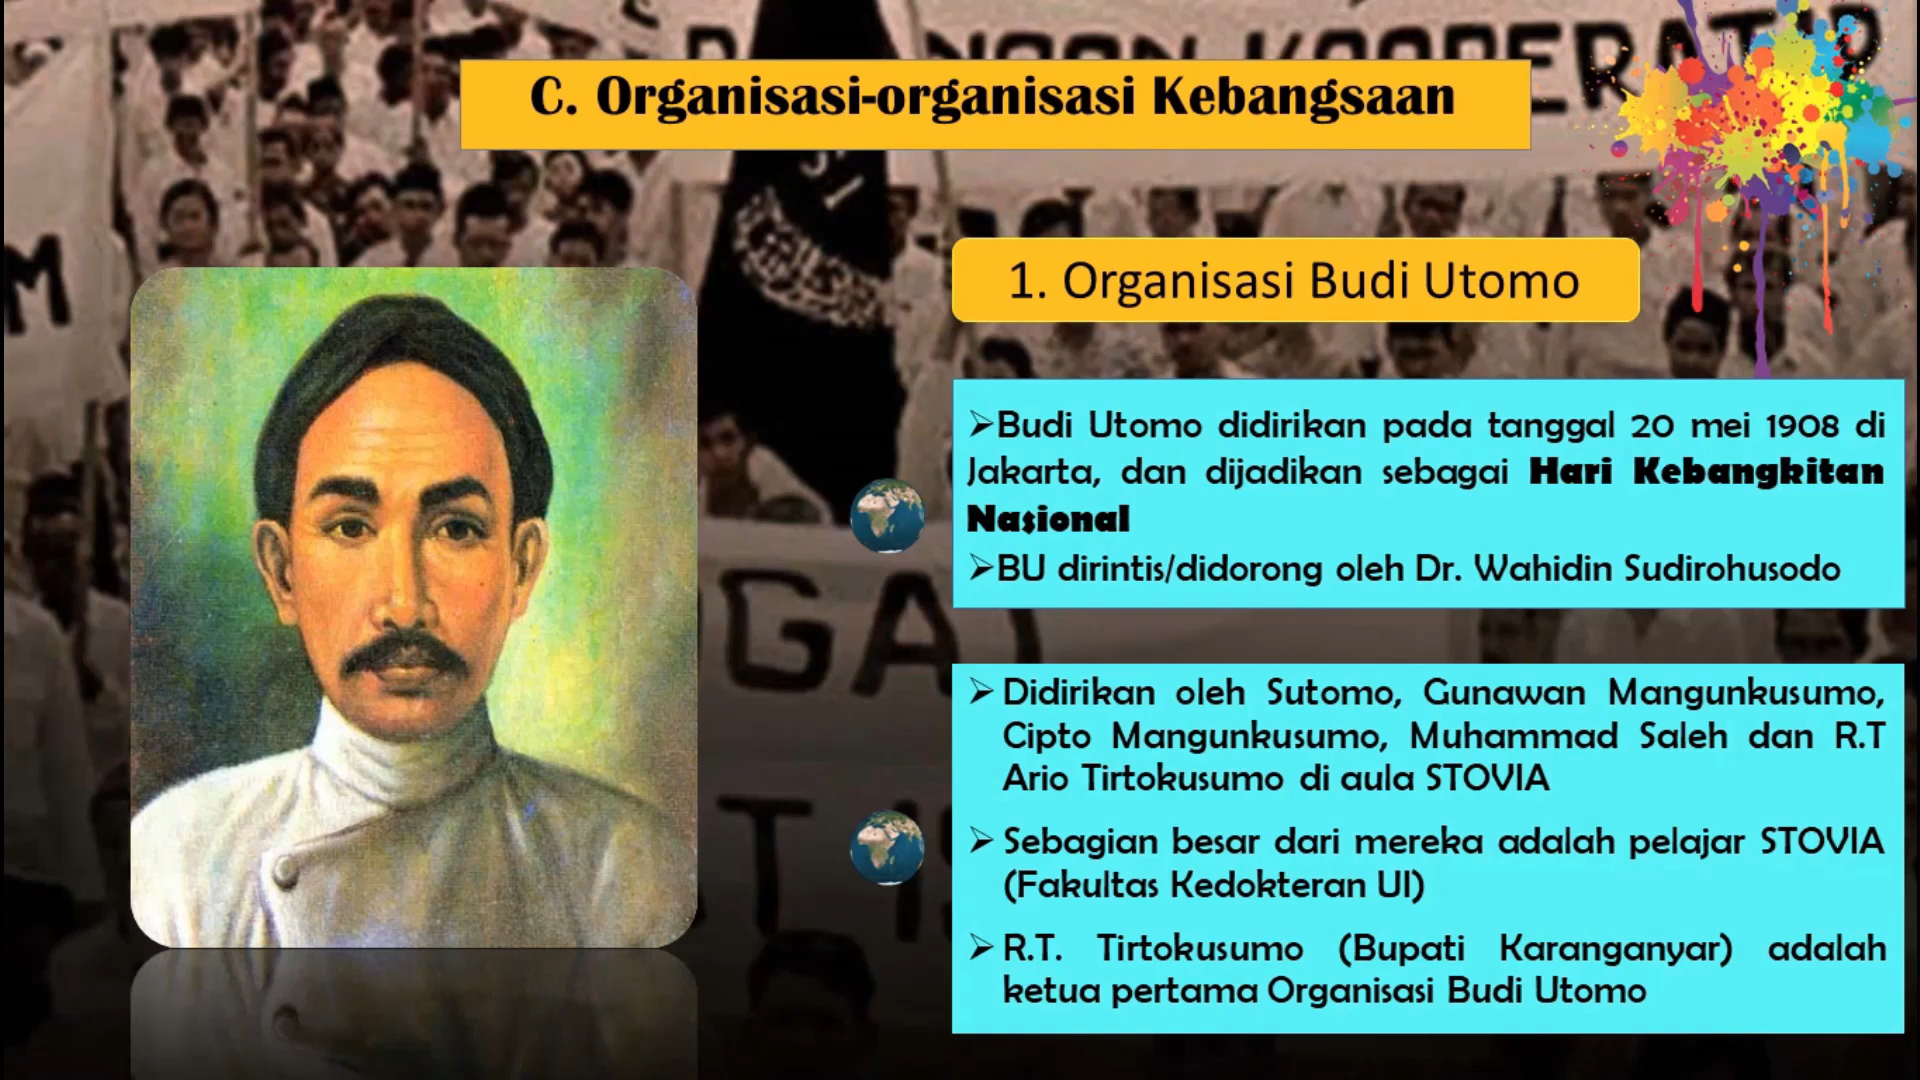 C. Organisasi-organisasi Kebangsaan
1. Organisasi Budi Utomo
➢Budi Utomo didirikan pada tanggal 20 mei 1908 di
Jakarta, dan dijadikan sebagai Hari Kebangkitan
Nasional
➢BU dirintis/didorong oleh Dr. Wahidin Sudirohusodo
➢ Didirikan oleh Sutomo, Gunawan Mangunkusumo,
Cipto Mangunkusumo, Muhammad Saleh dan R.T
Ario Tirtokusumo di aula STOVIA
➢ Sebagian besar dari mereka adalah pelajar STOVIA
(Fakultas Kedokteran UI)
➢ R.T. Tirtokusumo (Bupati Karanganyar) adalah
ketua pertama Organisasi Budi Utomo